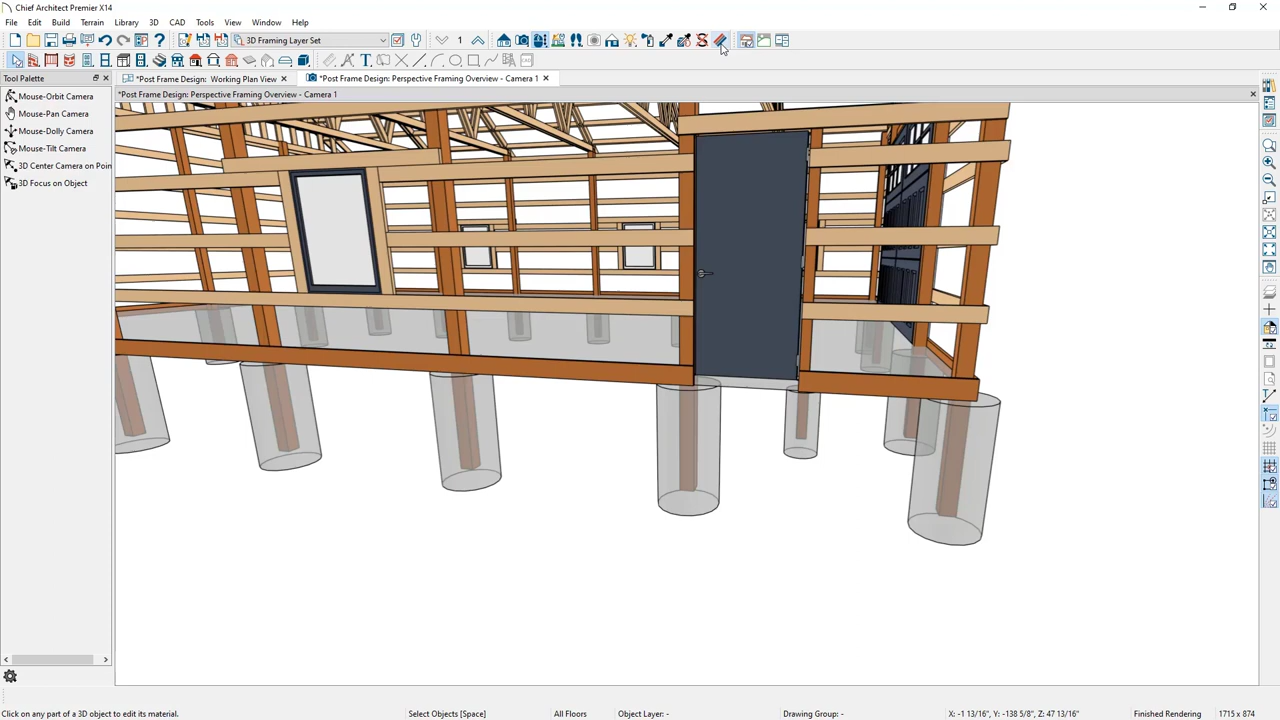 Chief Architect Premier X14
File Edit Build Terrain Library 3D CAD Tools View Window Help
3D Framing Layer Set
1
Tool Palette
*Post Frame Design: Working Plan View
*Post Frame Design: Perspective Framing Overview - Camera 1
*Post Frame Design: Perspective Framing Overview - Camera 1
Mouse-Orbit Camera
Mouse-Pan Camera
Mouse-Dolly Camera
Mouse-Tilt Camera
3D Center Camera on Poin
3D Focus on Object
Click on any part of a 3D object to edit its material.
Select Objects [Space]
All Floors
Object Layer: -
Drawing Group: -
X: -1 13/16", Y: -138 5/8", Z: 47 13/16"
Finished Rendering
1715 x 874